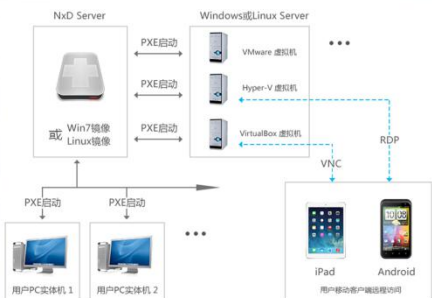 NxD Server
Windows或Linux Server
PXE启动
VMware 虚拟机
PXE启动
Hyper-V 虚拟机
或
Win7镜像
Linux镜像
PXE启动
VirtualBox 虚拟机
RDP
VNC
PXE启动
PXE启动
iPad
Android
用户PC实体机 1
用户PC实体机 2
用户移动客户端远程访问